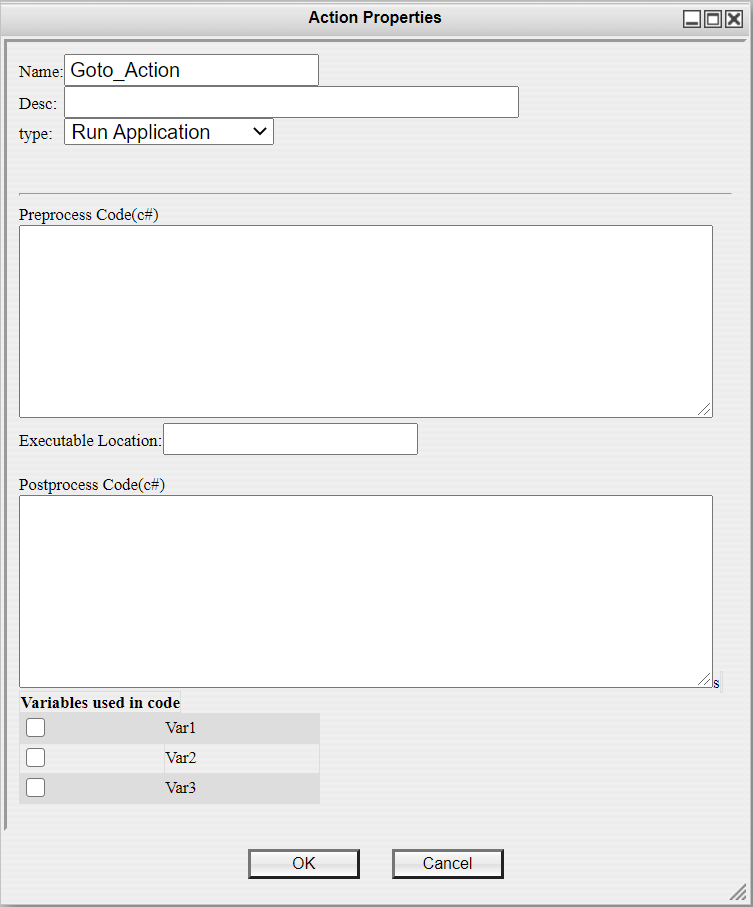 Action Properties
Name: Goto_Action
Desc:
type: Run Application
Preprocess Code(c#)
Executable Location:
Postprocess Code(c#)
s
Variables used in code
Var1
Var2
Var3
OK Cancel